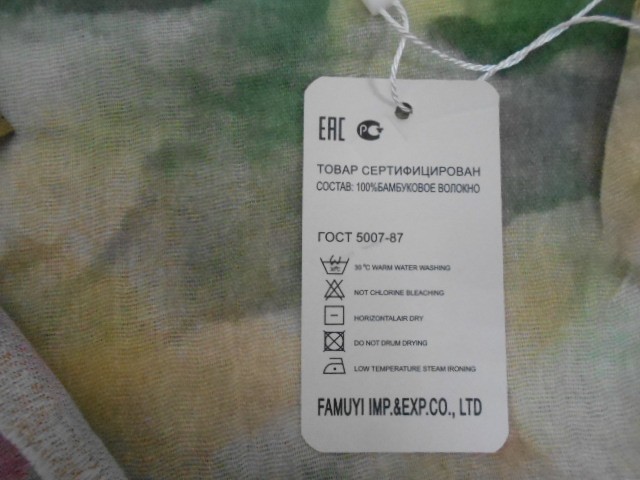 EAC
ТОВАР СЕРТИФИЦИРОВАН
СОСТАВ: 100%БАМБУКОВОЕ ВОЛОКНО
ГОСТ 5007-87
30 °C WARM WATER WASHING
NOT CHLORINE BLEACHING
HORIZONTALAIR DRY
DO NOT DRUM DRYING
LOW TEMPERATURE STEAM IRONING
FAMUYI IMP.&EXP.CO., LTD